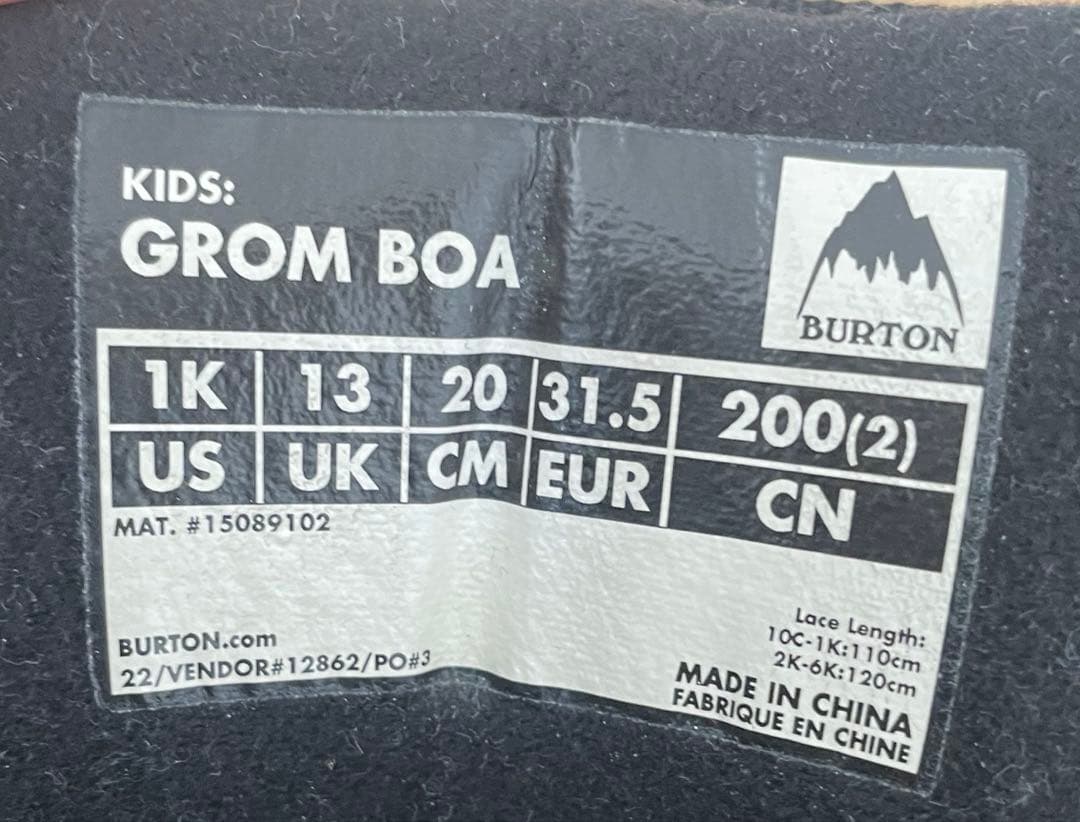 KIDS:
GROM BOA
BURTON
1K 13 20 31.5 200(2)
US UK CM EUR CN
MAT. #15089102
BURTON.com
22/VENDOR#12862/PO#3
Lace Length:
10C-1K:110cm
2K-6K:120cm
MADE IN CHINA
FABRIQUE EN CHINE